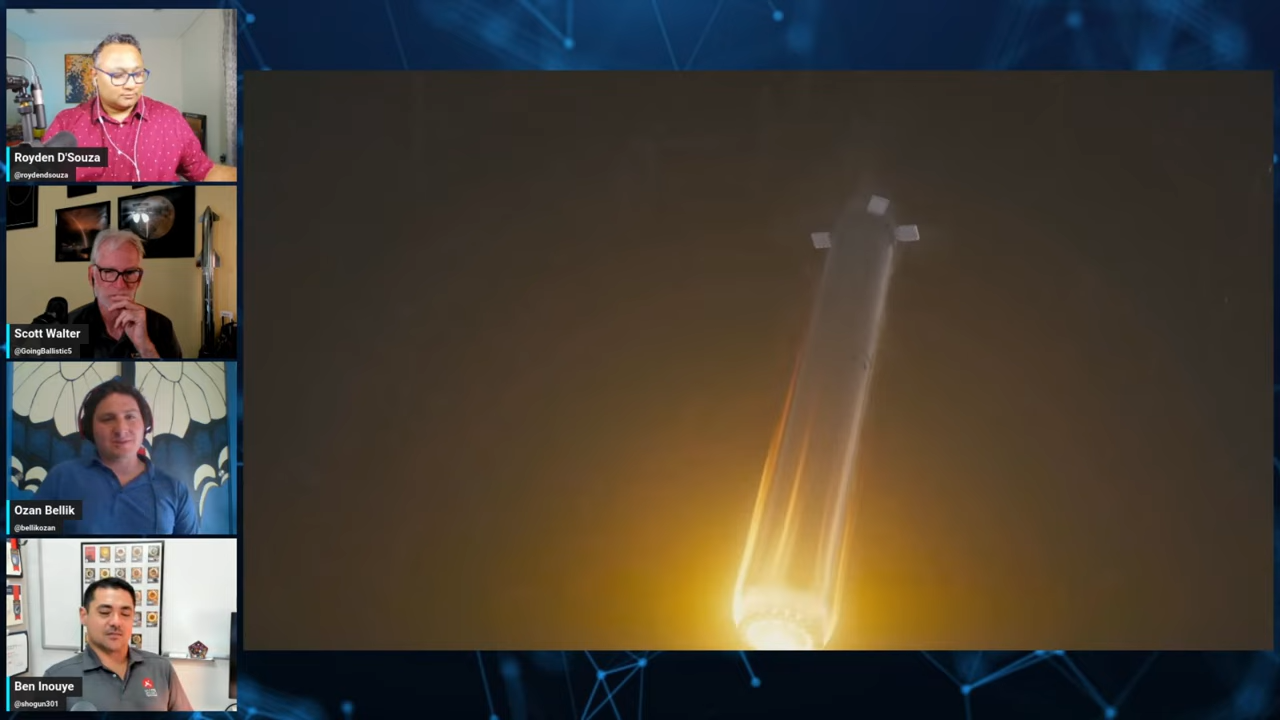 Royden D'Souza
@roydendsouza
Scott Walter
@GoingBallistic5
Ozan Bellik
@bellikozan
Ben Inouye
@shogun301